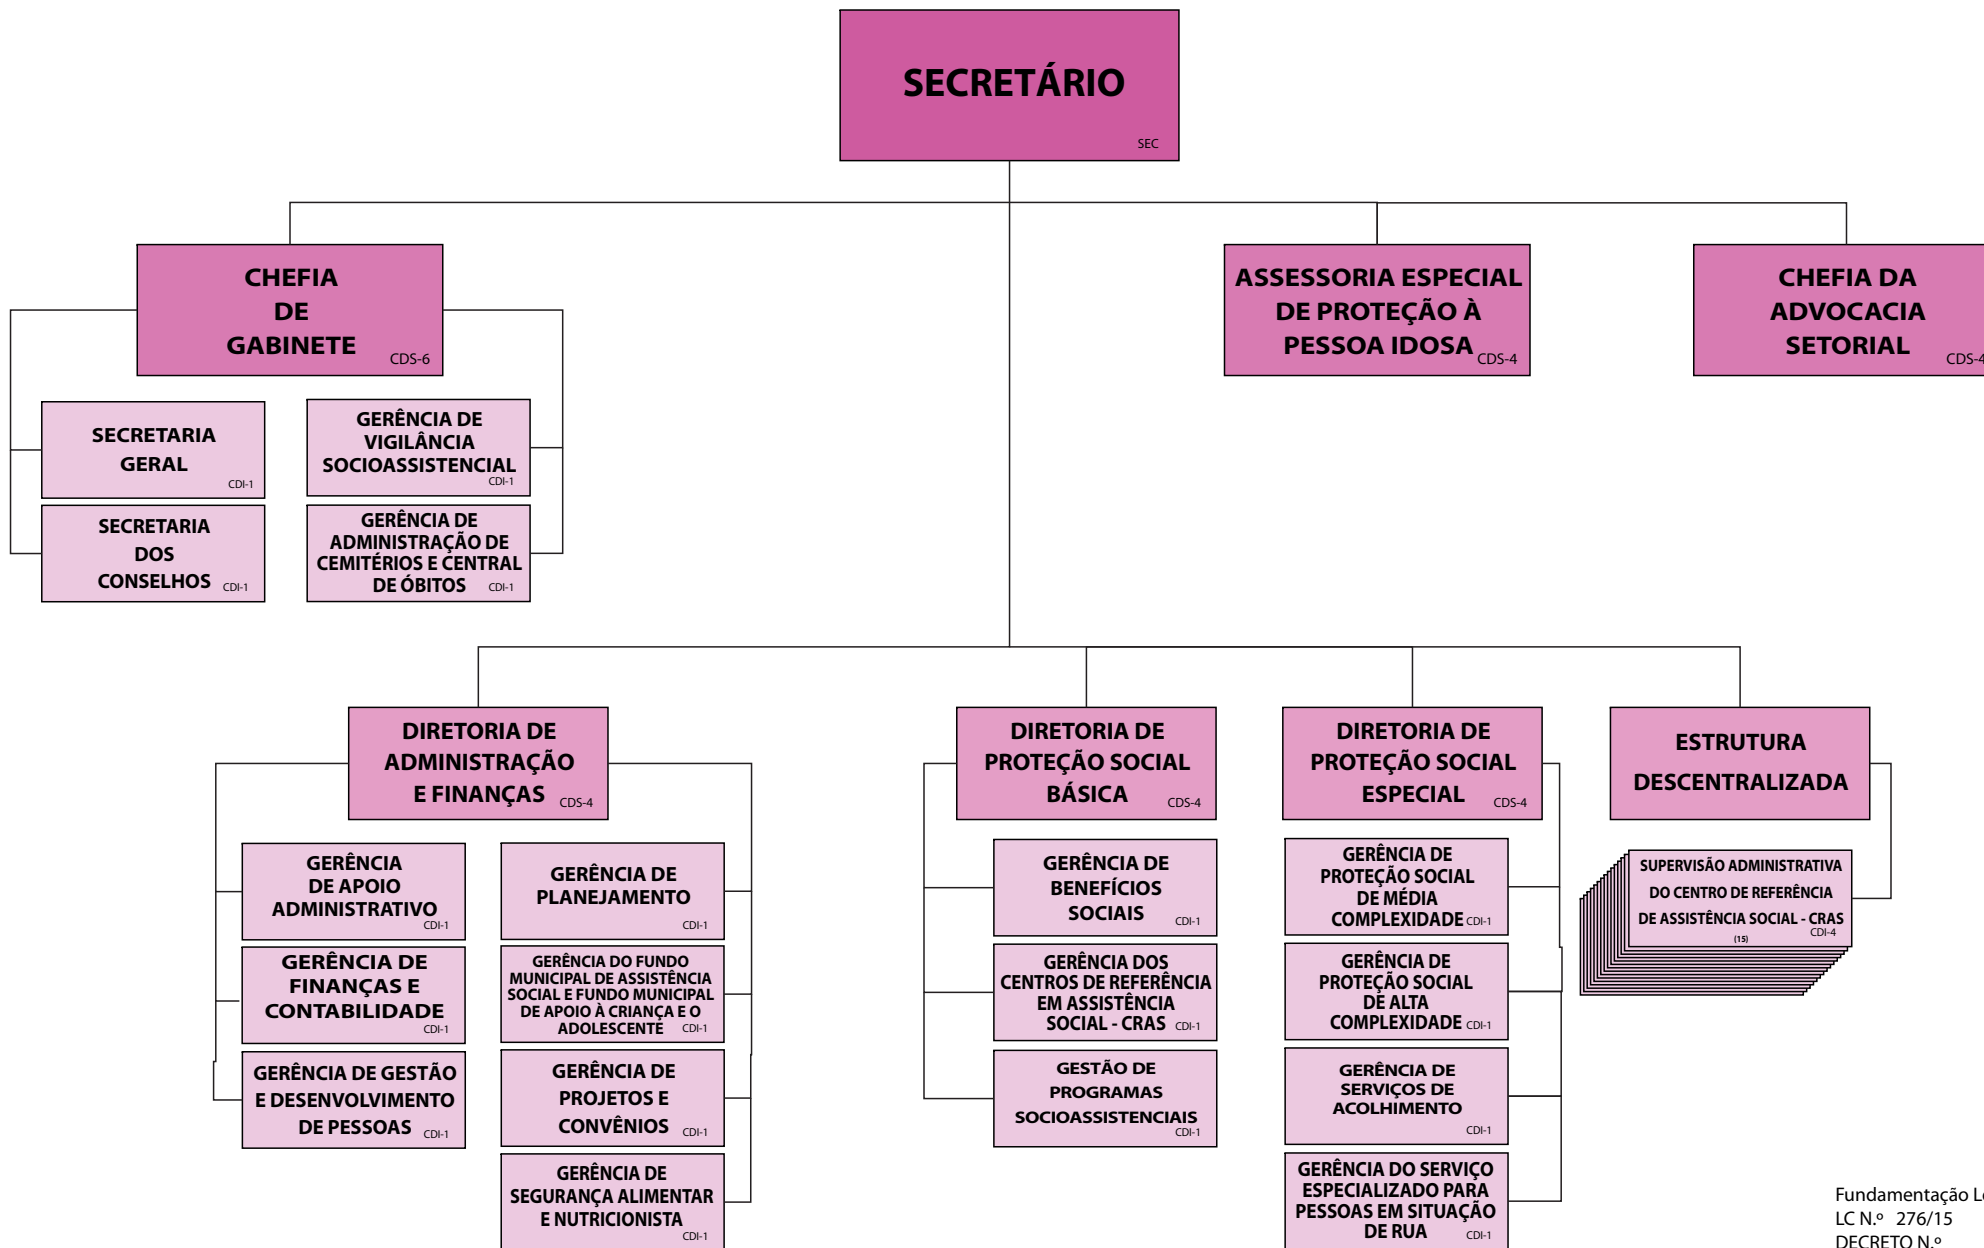 SECRETÁRIO
SEC
CHEFIA
DE
GABINETE
CDS-6
ASSESSORIA ESPECIAL
DE PROTEÇÃO À
PESSOA IDOSA
CDS-4
CHEFIA DA
ADVOCACIA
SETORIAL
CDS-4
SECRETARIA
GERAL
CDI-1
GERÊNCIA DE
VIGILÂNCIA
SOCIOASSISTENCIAL
CDI-1
SECRETARIA
DOS
CONSELHOS
CDI-1
GERÊNCIA DE
ADMINISTRAÇÃO DE
CEMITÉRIOS E CENTRAL
DE ÓBITOS
CDI-1
DIRETORIA DE
ADMINISTRAÇÃO
E FINANÇAS
CDS-4
DIRETORIA DE
PROTEÇÃO SOCIAL
BÁSICA
CDS-4
DIRETORIA DE
PROTEÇÃO SOCIAL
ESPECIAL
CDS-4
ESTRUTURA
DESCENTRALIZADA
GERÊNCIA
DE APOIO
ADMINISTRATIVO
CDI-1
GERÊNCIA DE
PLANEJAMENTO
CDI-1
GERÊNCIA DE
FINANÇAS E
CONTABILIDADE
CDI-1
GERÊNCIA DO FUNDO
MUNICIPAL DE ASSISTÊNCIA
SOCIAL E FUNDO MUNICIPAL
DE APOIO À CRIANÇA E O
ADOLESCENTE
CDI-1
GERÊNCIA DE GESTÃO
E DESENVOLVIMENTO
DE PESSOAS
CDI-1
GERÊNCIA DE
PROJETOS E
CONVÊNIOS
CDI-1
GERÊNCIA DE
SEGURANÇA ALIMENTAR
E NUTRICIONISTA
CDI-1
GERÊNCIA DE
BENEFÍCIOS
SOCIAIS
CDI-1
GERÊNCIA DOS
CENTROS DE REFERÊNCIA
EM ASSISTÊNCIA
SOCIAL - CRAS
CDI-1
GESTÃO DE
PROGRAMAS
SOCIOASSISTENCIAIS
CDI-1
GERÊNCIA DE
PROTEÇÃO SOCIAL
DE MÉDIA
COMPLEXIDADE
CDI-1
GERÊNCIA DE
PROTEÇÃO SOCIAL
DE ALTA
COMPLEXIDADE
CDI-1
GERÊNCIA DE
SERVIÇOS DE
ACOLHIMENTO
CDI-1
GERÊNCIA DO SERVIÇO
ESPECIALIZADO PARA
PESSOAS EM SITUAÇÃO
DE RUA
CDI-1
SUPERVISÃO ADMINISTRATIVA
DO CENTRO DE REFERÊNCIA
DE ASSISTÊNCIA SOCIAL - CRAS
(15)
CDI-4
Fundamentação
LC N.º 276/15
DECRETO N.º